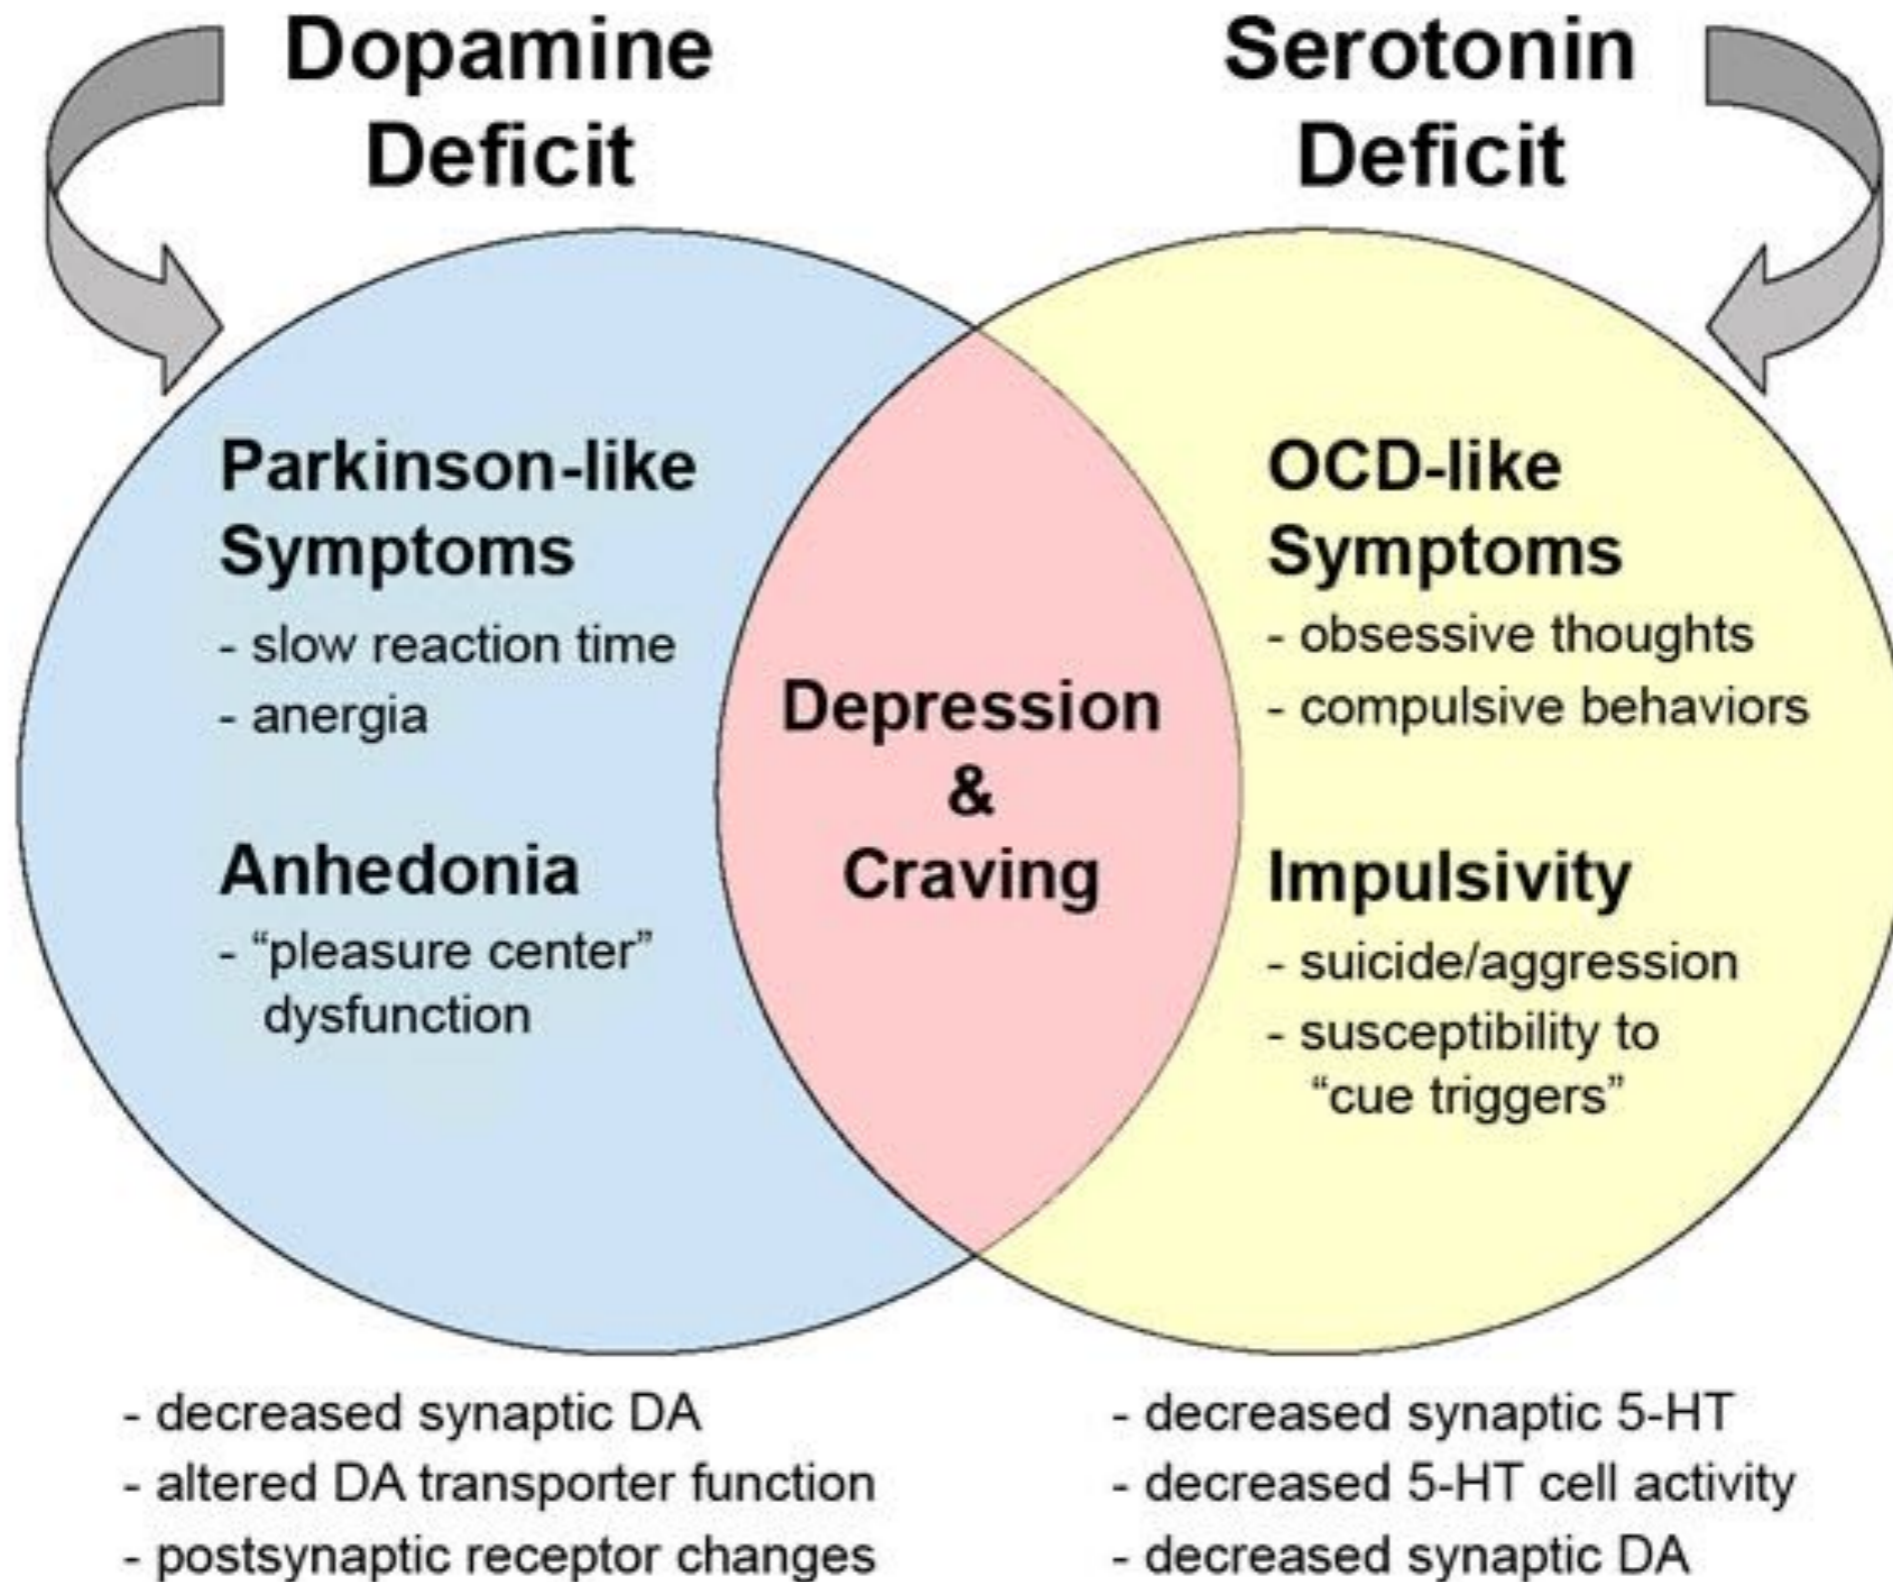 Dopamine
Deficit
Serotonin
Deficit
Parkinson-like
Symptoms
- slow reaction time
- anergia
Anhedonia
- “pleasure center”
dysfunction
Depression
&
Craving
OCD-like
Symptoms
- obsessive thoughts
- compulsive behaviors
Impulsivity
- suicide/aggression
- susceptibility to
“cue triggers”
- decreased synaptic DA
- altered DA transporter function
- postsynaptic receptor changes
- decreased synaptic 5-HT
- decreased 5-HT cell activity
- decreased synaptic DA